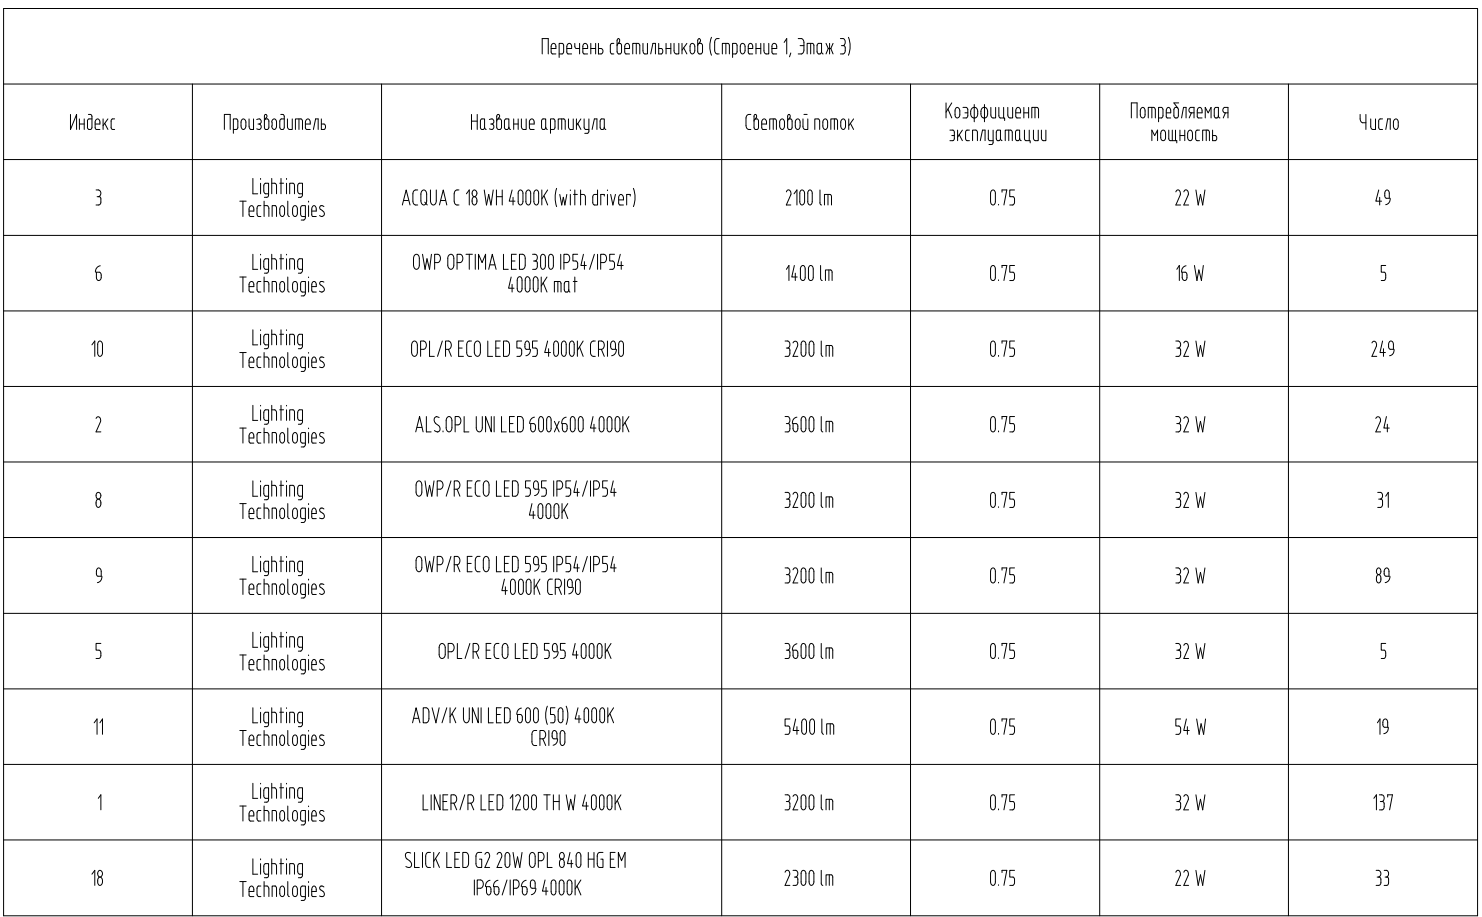 Перечень светильников (Строение 1, Этаж 3)
Индекс Производитель Название артикула Световой поток Коэффициент эксплуатации Потребляемая мощность Число
3 Lighting Technologies ACQUA C 18 WH 4000K (with driver) 2100 lm 0.75 22 W 49
6 Lighting Technologies OWP OPTIMA LED 300 IP54/IP54 4000K mat 1400 lm 0.75 16 W 5
10 Lighting Technologies OPL/R ECO LED 595 4000K CRI90 3200 lm 0.75 32 W 249
2 Lighting Technologies ALS.OPL UNI LED 600x600 4000K 3600 lm 0.75 32 W 24
8 Lighting Technologies OWP/R ECO LED 595 IP54/IP54 4000K 3200 lm 0.75 32 W 31
9 Lighting Technologies OWP/R ECO LED 595 IP54/IP54 4000K CRI90 3200 lm 0.75 32 W 89
5 Lighting Technologies OPL/R ECO LED 595 4000K 3600 lm 0.75 32 W 5
11 Lighting Technologies ADV/K UNI LED 600 (50) 4000K CRI90 5400 lm 0.75 54 W 19
1 Lighting Technologies LINER/R LED 1200 TH W 4000K 3200 lm 0.75 32 W 137
18 Lighting Technologies SLICK LED G2 20W OPL 840 HG EM IP66/IP69 4000K 2300 lm 0.75 22 W 33